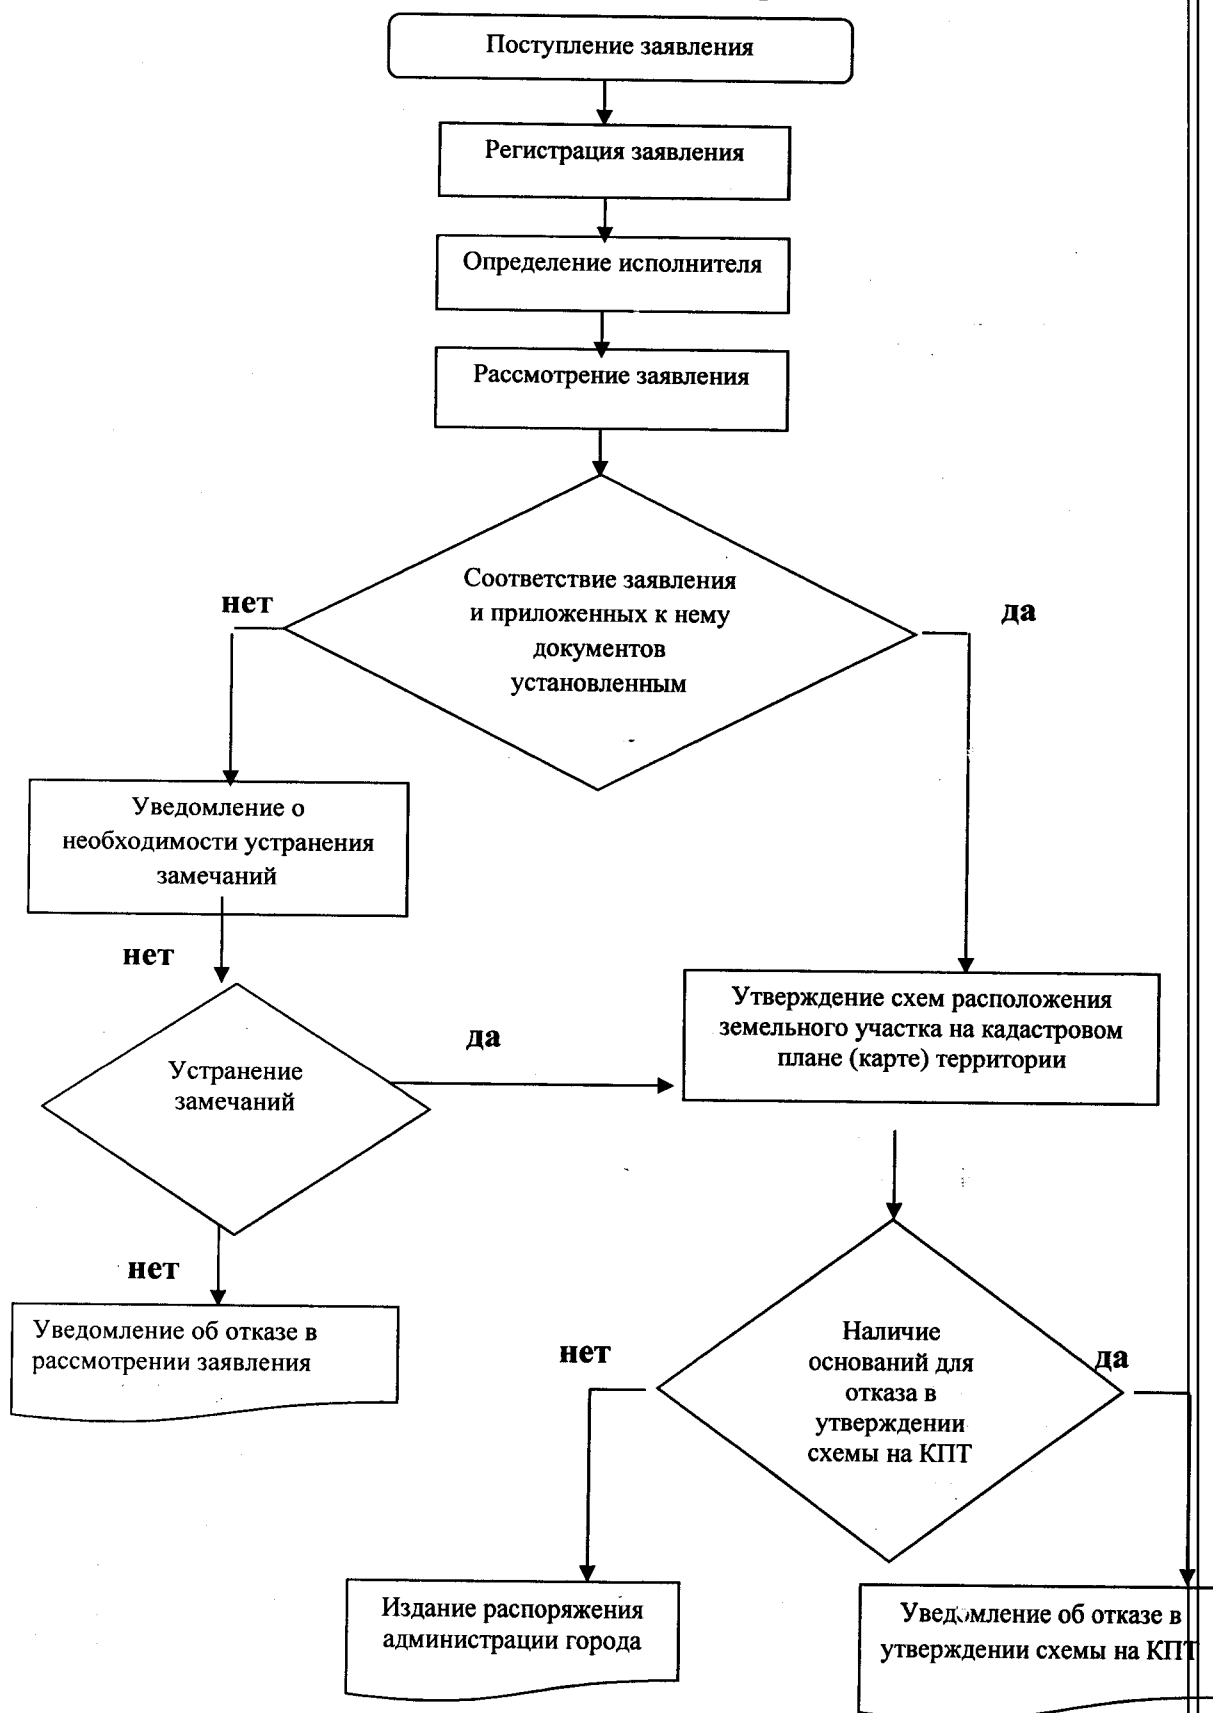 Поступление заявления
Регистрация заявления
Определение исполнителя
Рассмотрение заявления
Соответствие заявления
и приложенных к нему
документов
установленным
нет
да
Уведомление о
необходимости устранения
замечаний
нет
Утверждение схем расположения
земельного участка на кадастровом
плане (карте) территории
да
Устранение
замечаний
нет
Уведомление об отказе в
рассмотрении заявления
Наличие
оснований для
отказа в
утверждении
схемы на КПТ
нет
да
Издание распоряжения
администрации города
Уведомление об отказе в
утверждении схемы на КПТ